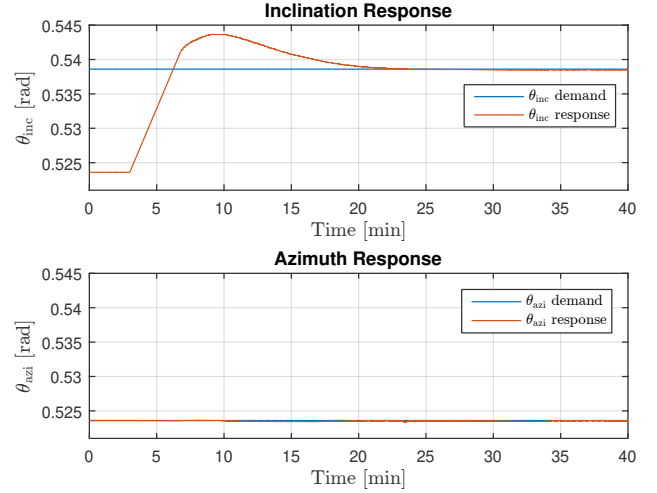 Inclination Response
0.545
0.54
0.535
0.53
0.525
θinc [rad]
θinc demand
θinc response
0 5 10 15 20 25 30 35 40
Time [min]
Azimuth Response
0.545
0.54
0.535
0.53
0.525
θazi [rad]
θazi demand
θazi response
0 5 10 15 20 25 30 35 40
Time [min]